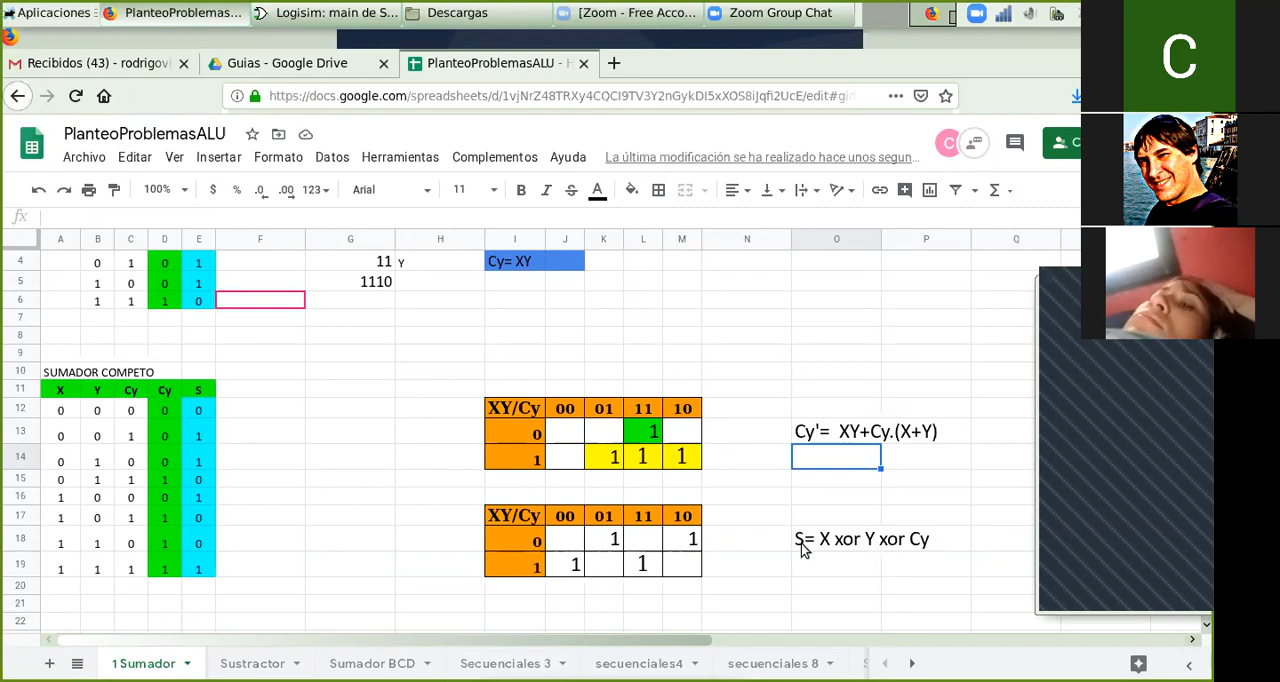 Aplicaciones
PlanteoProblemas...
Logisim: main de S...
Descargas
[Zoom - Free Acco...
Zoom Group Chat
Recibidos (43) - rodrigovi
Guias - Google Drive
PlanteoProblemasALU - H
PlanteoProblemasALU
Archivo Editar Ver Insertar Formato Datos Herramientas Complementos Ayuda La última modificación se ha realizado hace unos segun...
100% $ % .0 .00 123 Arial 11 B I S A
fx
A B C D E F G H I J K L M N O P Q
4 0 1 0 1 11 Y Cy= XY
5 1 0 0 1 1110
6 1 1 1 0
7
8
9
10 SUMADOR COMPETO
11 X Y Cy Cy S
12 0 0 0 0 0 XY/Cy 00 01 11 10
13 0 0 1 0 1 0 1 Cy'= XY+Cy.(X+Y)
14 0 1 0 0 1 1 1 1 1
15 0 1 1 1 0
16 1 0 0 0 1
17 1 0 1 1 0 XY/Cy 00 01 11 10
18 1 1 0 1 0 0 1 1 S= X xor Y xor Cy
19 1 1 1 1 1 1 1 1
20
21
22
1 Sumador Sustractor Sumador BCD Secuenciales 3 secuenciales4 secuenciales 8
C
C